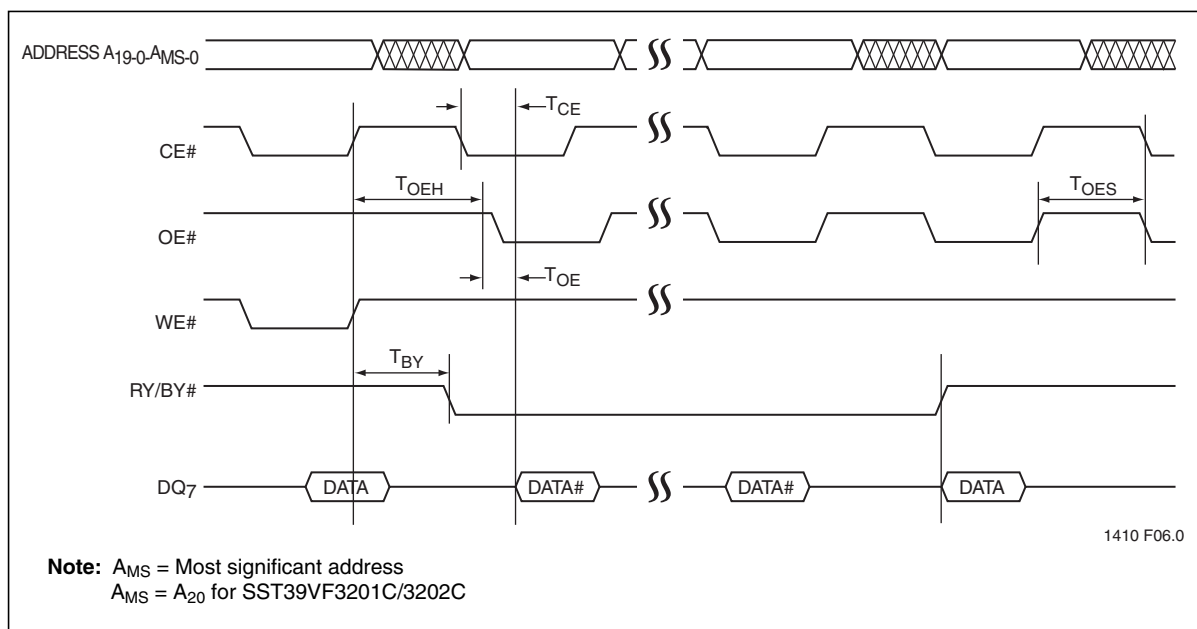 ADDRESS A19-0-AMS-0
TCE
CE#
TOEH
TOES
OE#
TOE
WE#
TBY
RY/BY#
DQ7
DATA
DATA#
DATA#
DATA
1410 F06.0
Note: AMS = Most significant address
AMS = A20 for SST39VF3201C/3202C